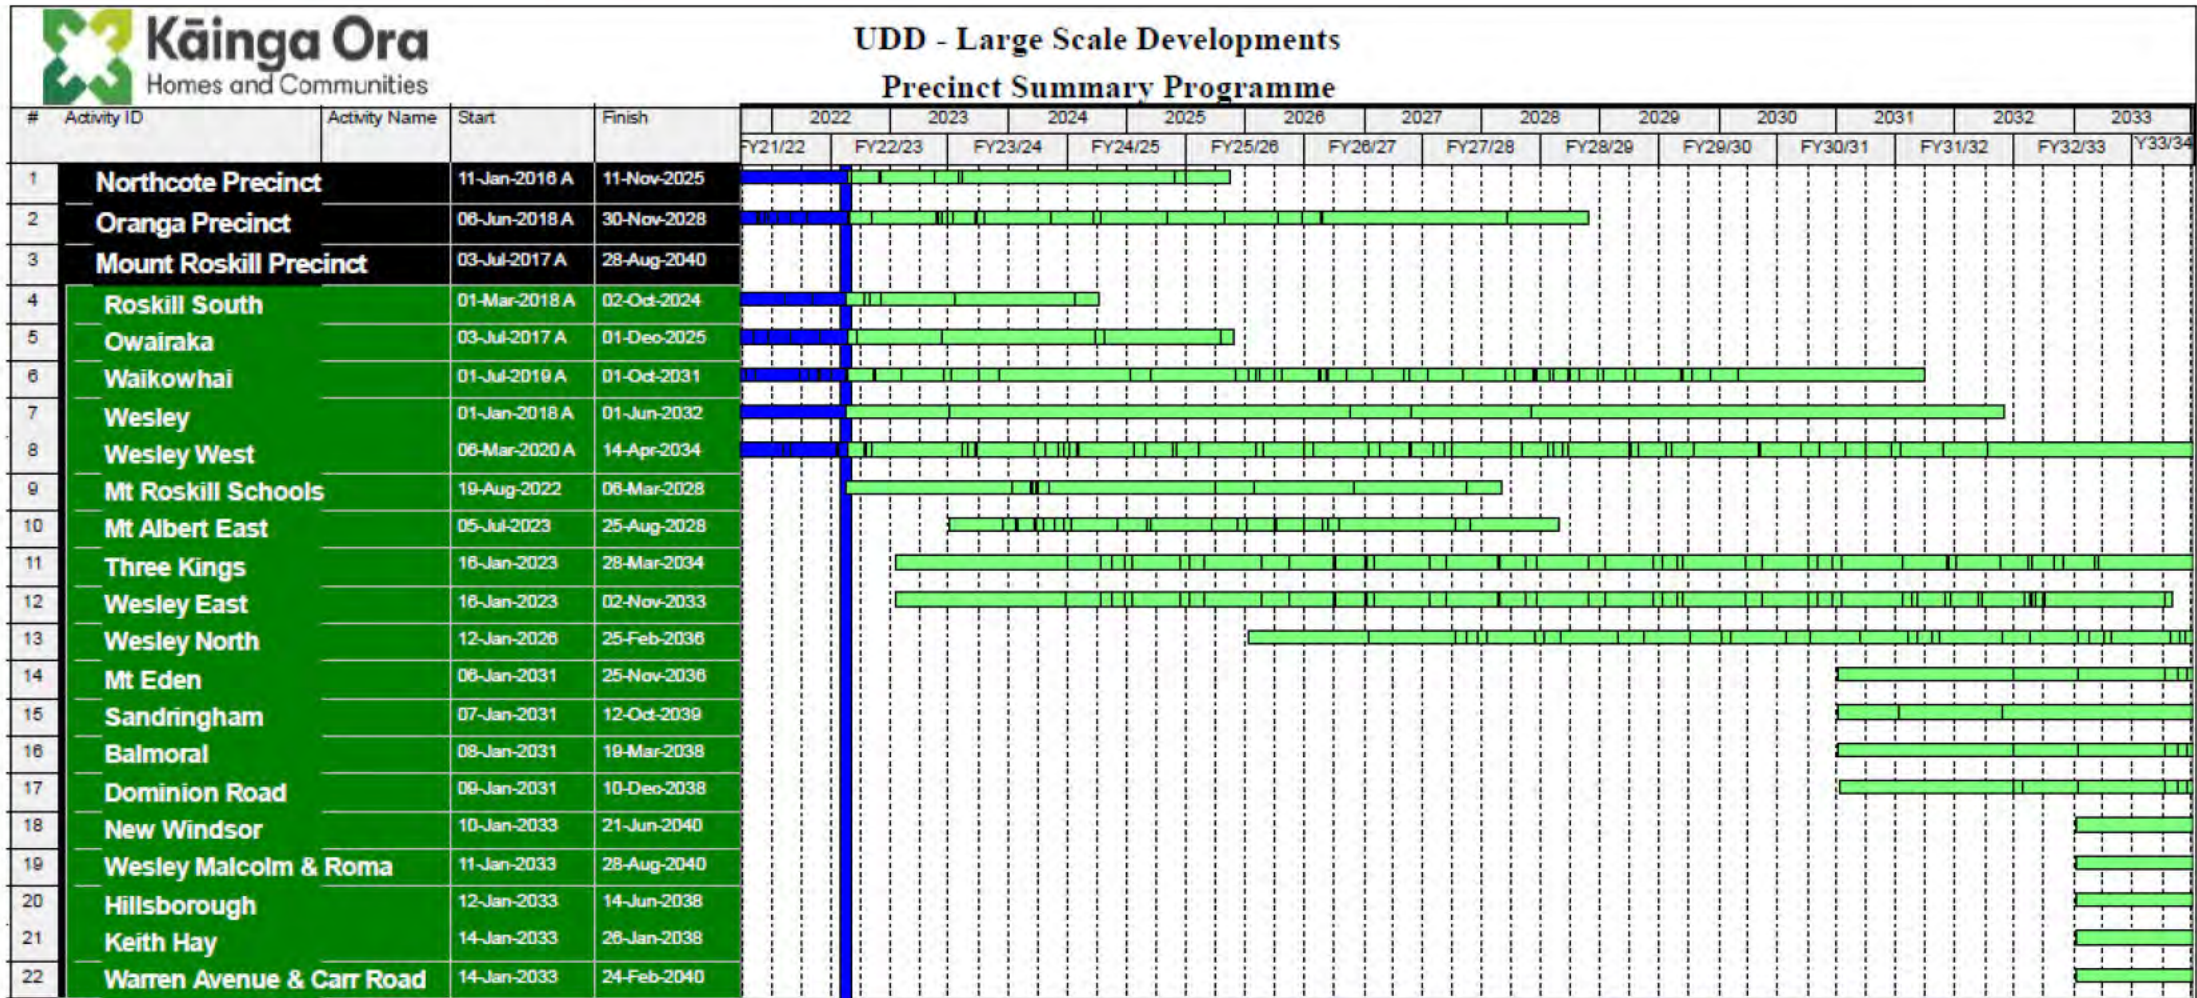 Kāinga Ora
Homes and Communities
UDD - Large Scale Developments
Precinct Summary Programme
# Activity ID Activity Name Start Finish 2022 2023 2024 2025 2026 2027 2028 2029 2030 2031 2032 2033
FY21/22 FY22/23 FY23/24 FY24/25 FY25/26 FY26/27 FY27/28 FY28/29 FY29/30 FY30/31 FY31/32 FY32/33 Y33/34
1 Northcote Precinct 11-Jan-2016 A 11-Nov-2025
2 Oranga Precinct 06-Jun-2018 A 30-Nov-2028
3 Mount Roskill Precinct 03-Jul-2017 A 28-Aug-2040
4 Roskill South 01-Mar-2018 A 02-Oct-2024
5 Owairaka 03-Jul-2017 A 01-Dec-2025
6 Waikowhai 01-Jul-2019 A 01-Oct-2031
7 Wesley 01-Jan-2018 A 01-Jun-2032
8 Wesley West 06-Mar-2020 A 14-Apr-2034
9 Mt Roskill Schools 19-Aug-2022 06-Mar-2028
10 Mt Albert East 05-Jul-2023 25-Aug-2028
11 Three Kings 16-Jan-2023 28-Mar-2034
12 Wesley East 16-Jan-2023 02-Nov-2033
13 Wesley North 12-Jan-2026 25-Feb-2036
14 Mt Eden 06-Jan-2031 25-Nov-2036
15 Sandringham 07-Jan-2031 12-Oct-2039
16 Balmoral 08-Jan-2031 19-Mar-2038
17 Dominion Road 09-Jan-2031 10-Dec-2038
18 New Windsor 10-Jan-2033 21-Jun-2040
19 Wesley Malcolm & Roma 11-Jan-2033 28-Aug-2040
20 Hillsborough 12-Jan-2033 14-Jun-2038
21 Keith Hay 14-Jan-2033 26-Jan-2038
22 Warren Avenue & Carr Road 14-Jan-2033 24-Feb-2040